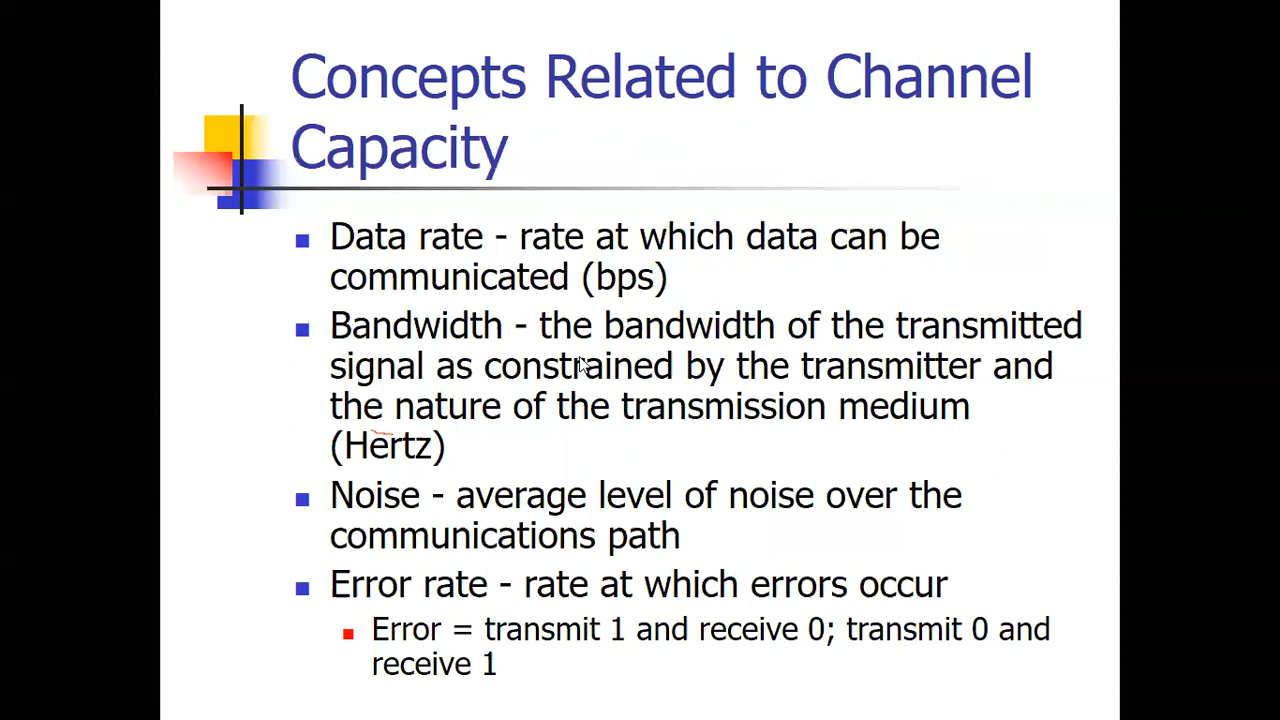 Concepts Related to Channel
Capacity
Data rate - rate at which data can be
communicated (bps)
Bandwidth - the bandwidth of the transmitted
signal as constrained by the transmitter and
the nature of the transmission medium
(Hertz)
Noise - average level of noise over the
communications path
Error rate - rate at which errors occur
Error = transmit 1 and receive 0; transmit 0 and
receive 1